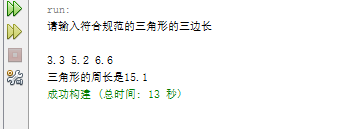 run:
请输入符合规范的三角形的三边长
3.3 5.2 6.6
三角形的周长是15.1
成功构建 (总时间: 13 秒)